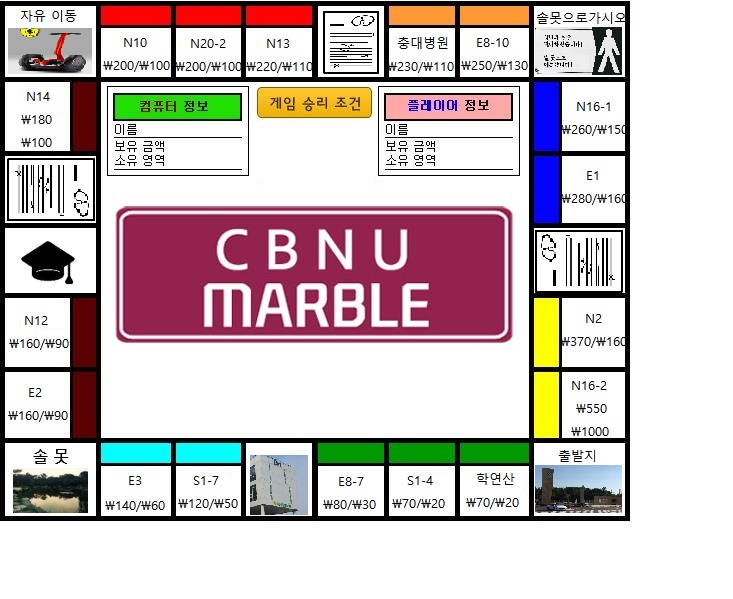 자유 이동
N10
₩200/₩100
N20-2
₩200/₩100
N13
₩220/₩110
충대병원
₩230/₩110
E8-10
₩250/₩130
솔못으로가시오
N14
₩180
₩100
컴퓨터 정보
이름
보유 금액
소유 영역
게임 승리 조건
플레이어 정보
이름
보유 금액
소유 영역
N16-1
₩260/₩150
E1
₩280/₩160
CBNU
MARBLE
N12
₩160/₩90
N2
₩370/₩160
E2
₩160/₩90
N16-2
₩550
₩1000
솔 못
E3
₩140/₩60
S1-7
₩120/₩50
E8-7
₩80/₩30
S1-4
₩70/₩20
학연산
₩70/₩20
출발지